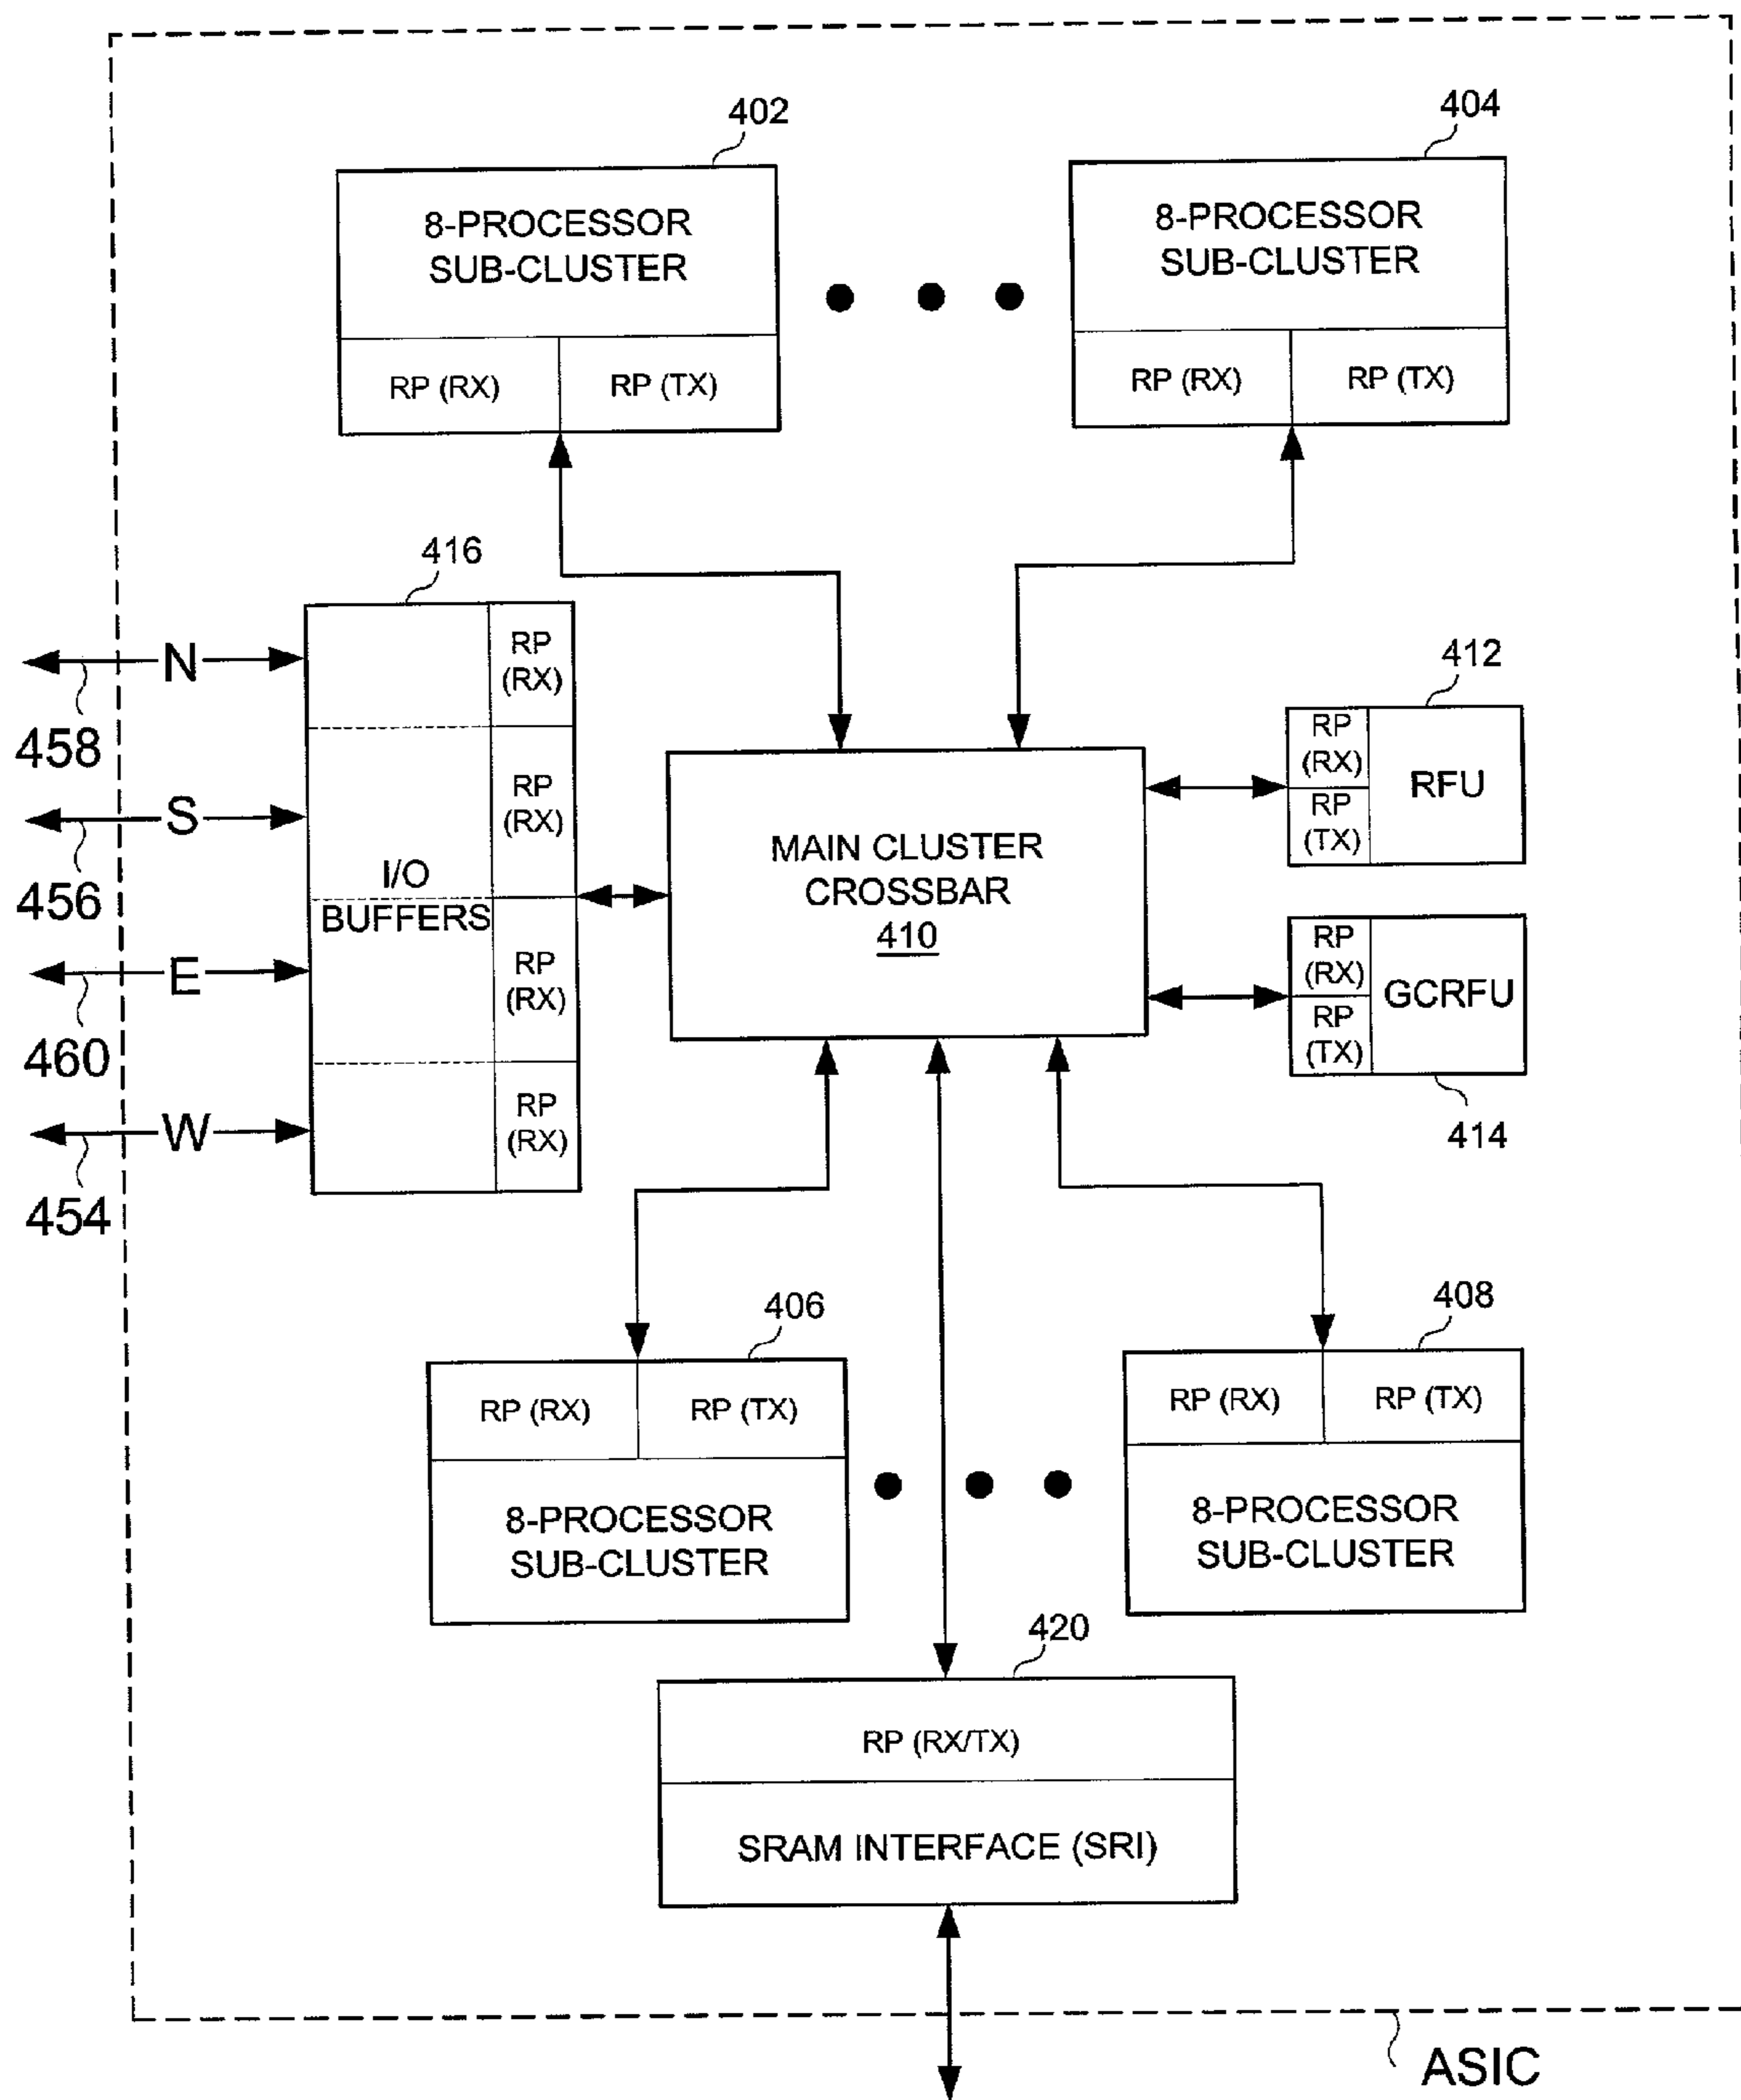 402
404
8-PROCESSOR
SUB-CLUSTER
RP (RX)
RP (TX)
8-PROCESSOR
SUB-CLUSTER
RP (RX)
RP (TX)
416
N
458
S
456
E
460
W
454
I/O
BUFFERS
RP
(RX)
RP
(RX)
RP
(RX)
RP
(RX)
MAIN CLUSTER
CROSSBAR
410
412
RP
(RX)
RP
(TX)
RFU
RP
(RX)
RP
(TX)
GCRFU
414
406
RP (RX)
RP (TX)
8-PROCESSOR
SUB-CLUSTER
408
RP (RX)
RP (TX)
8-PROCESSOR
SUB-CLUSTER
420
RP (RX/TX)
SRAM INTERFACE (SRI)
ASIC